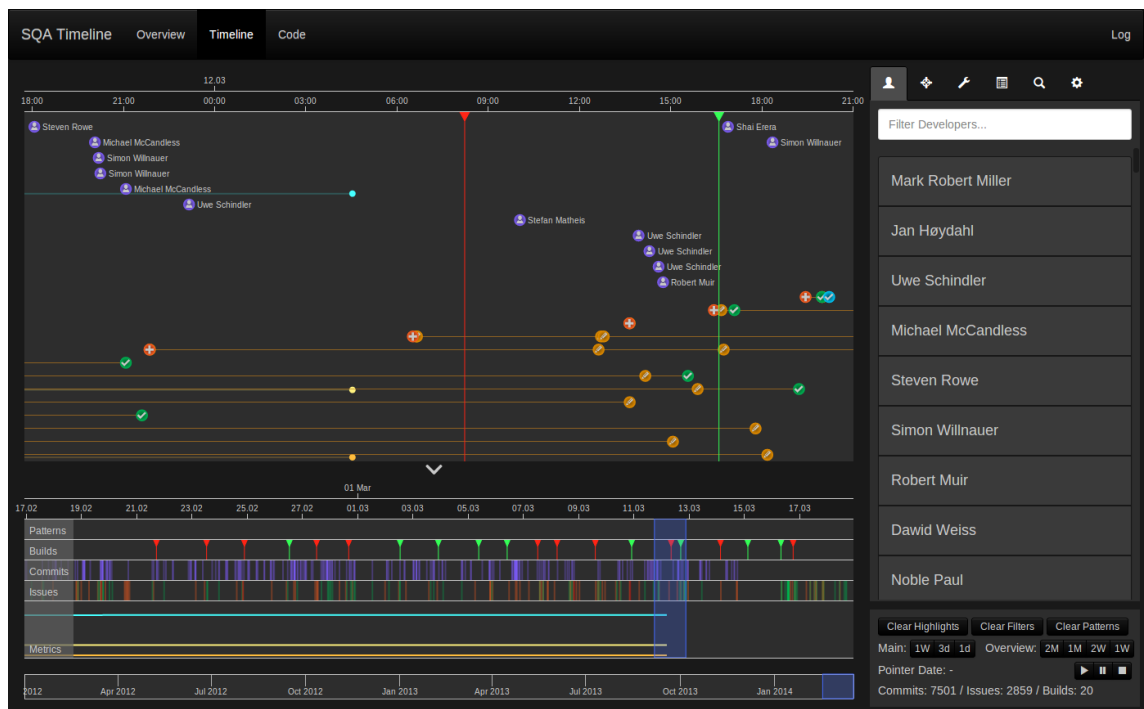 SQA Timeline Overview Timeline Code Log
12.03
18:00 21:00 00:00 03:00 06:00 09:00 12:00 15:00 18:00 21:00
Steven Rowe Shai Erera
Michael McCandless Simon Willnauer
Simon Willnauer
Simon Willnauer
Michael McCandless
Uwe Schindler
Stefan Matheis
Uwe Schindler
Uwe Schindler
Uwe Schindler
Robert Muir
01 Mar
17.02 19.02 21.02 23.02 25.02 27.02 01.03 03.03 05.03 07.03 09.03 11.03 13.03 15.03 17.03
Patterns
Builds
Commits
Issues
Metrics
2012 Apr 2012 Jul 2012 Oct 2012 Jan 2013 Apr 2013 Jul 2013 Oct 2013 Jan 2014
Filter Developers...
Mark Robert Miller
Jan Høydahl
Uwe Schindler
Michael McCandless
Steven Rowe
Simon Willnauer
Robert Muir
Dawid Weiss
Noble Paul
Clear Highlights Clear Filters Clear Patterns
Main: 1W 3d 1d Overview: 2M 1M 2W 1W
Pointer Date: -
Commits: 7501 / Issues: 2859 / Builds: 20